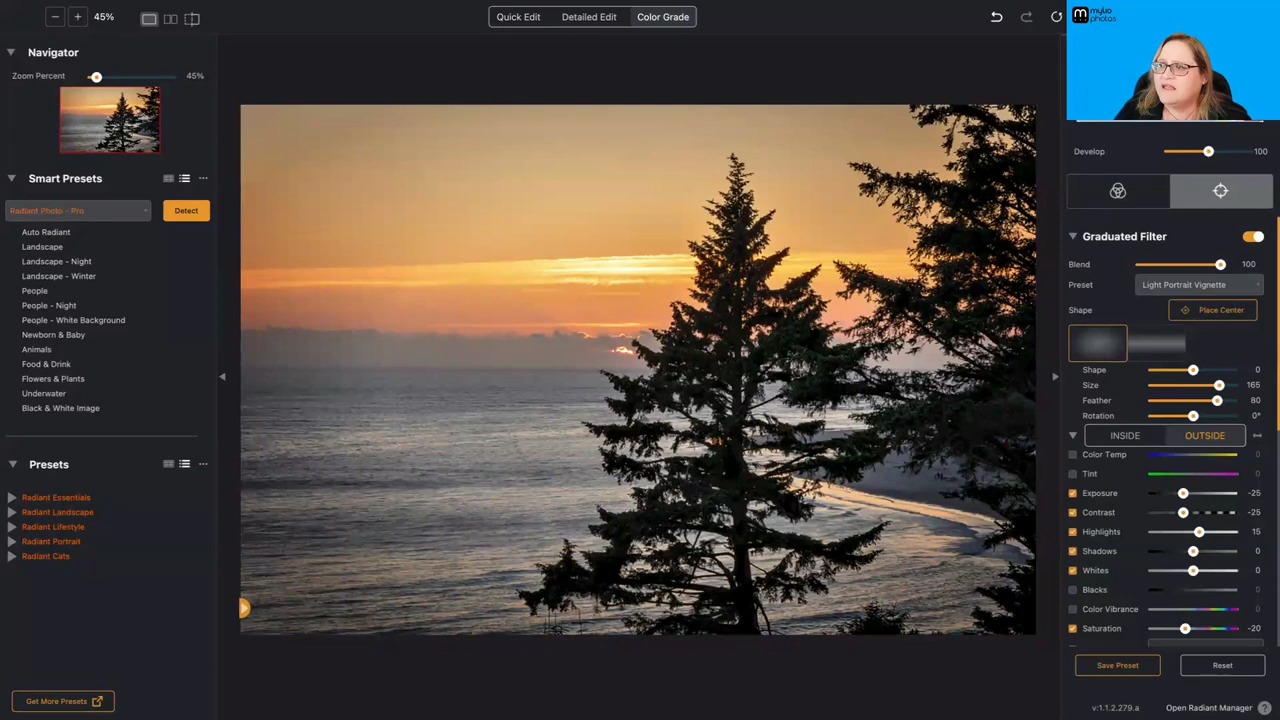 45%
Quick Edit
Detailed Edit
Color Grade
mylio
photos
Navigator
Zoom Percent
45%
Smart Presets
Radiant Photo - Pro
Detect
Auto Radiant
Landscape
Landscape - Night
Landscape - Winter
People
People - Night
People - White Background
Newborn & Baby
Animals
Food & Drink
Flowers & Plants
Underwater
Black & White Image
Presets
Radiant Essentials
Radiant Landscape
Radiant Lifestyle
Radiant Portrait
Radiant Cats
Get More Presets
Develop
100
Graduated Filter
Blend
100
Preset
Light Portrait Vignette
Shape
Place Center
Shape
0
Size
165
Feather
80
Rotation
0°
INSIDE
OUTSIDE
Color Temp
0
Tint
0
Exposure
-25
Contrast
-25
Highlights
15
Shadows
0
Whites
0
Blacks
0
Color Vibrance
0
Saturation
-20
Save Preset
Reset
v:1.1.2.279.a
Open Radiant Manager
?